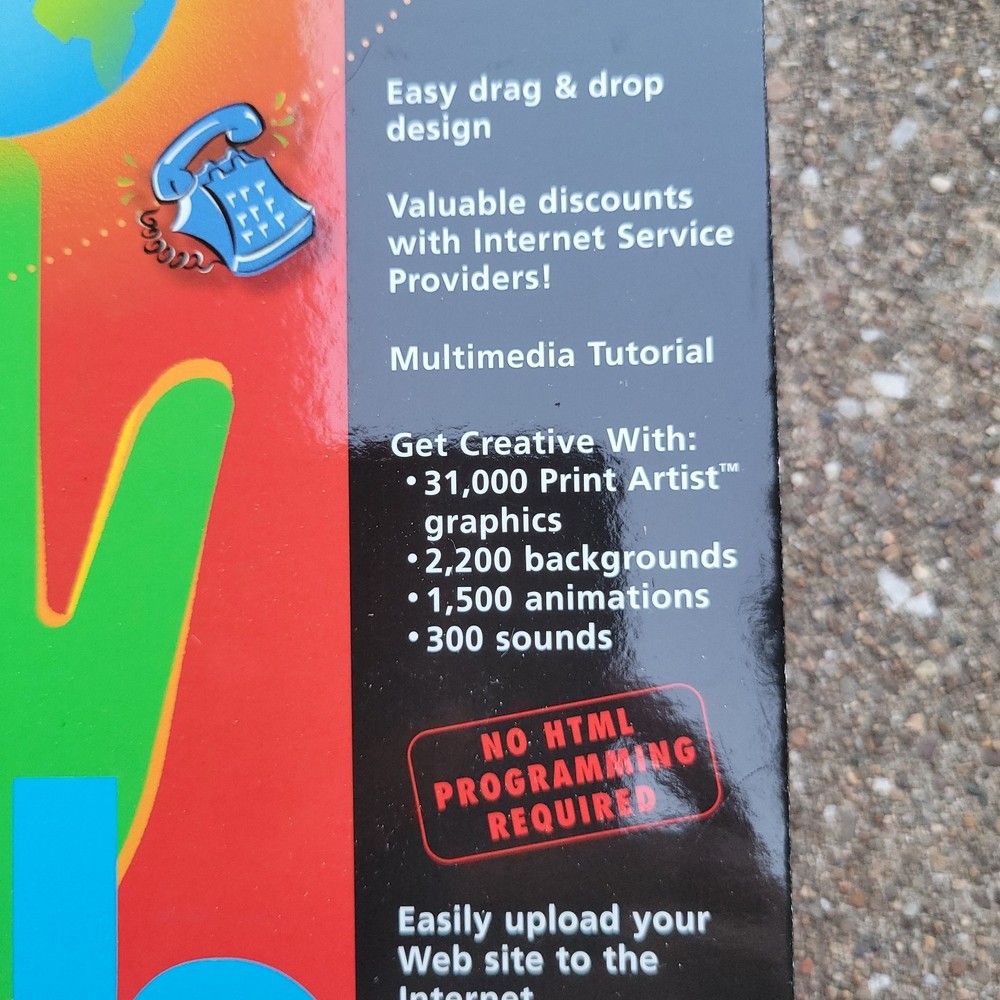 Easy drag & drop
design
Valuable discounts
with Internet Service
Providers!
Multimedia Tutorial
Get Creative With:
• 31,000 Print Artist™
graphics
• 2,200 backgrounds
• 1,500 animations
• 300 sounds
NO HTML
PROGRAMMING
REQUIRED
Easily upload your
Web site to the
Internet